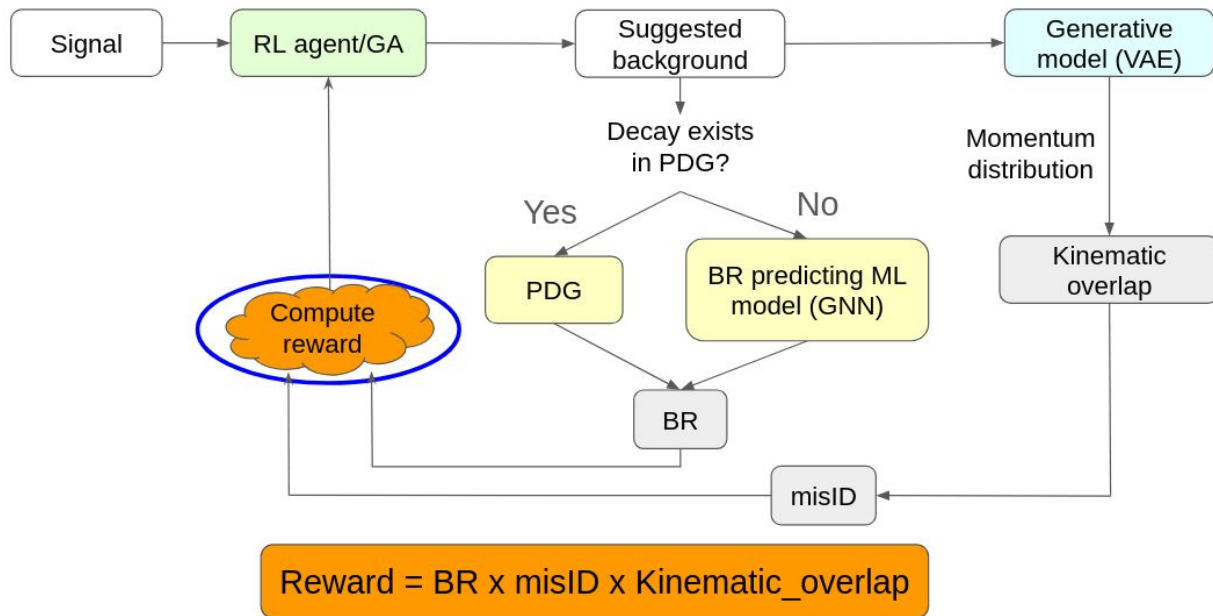 Signal
RL agent/GA
Suggested
background
Generative
model (VAE)
Decay exists
in PDG?
Momentum
distribution
Yes
No
PDG
BR predicting ML
model (GNN)
Kinematic
overlap
Compute
reward
BR
misID
Reward = BR x misID x Kinematic_overlap